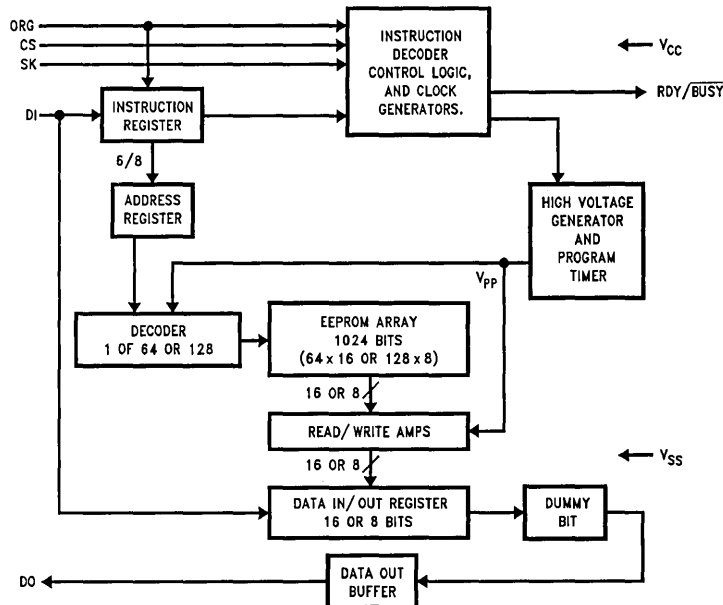 ORG
CS
SK
DI
INSTRUCTION
DECODER
CONTROL LOGIC,
AND CLOCK
GENERATORS.
VCC
RDY/BUSY
INSTRUCTION
REGISTER
6/8
ADDRESS
REGISTER
HIGH VOLTAGE
GENERATOR
AND
PROGRAM
TIMER
VPP
DECODER
1 OF 64 OR 128
EEPROM ARRAY
1024 BITS
(64 x 16 OR 128 x 8)
16 OR 8
READ/WRITE AMPS
16 OR 8
VSS
DATA IN/OUT REGISTER
16 OR 8 BITS
DUMMY
BIT
DO
DATA OUT
BUFFER